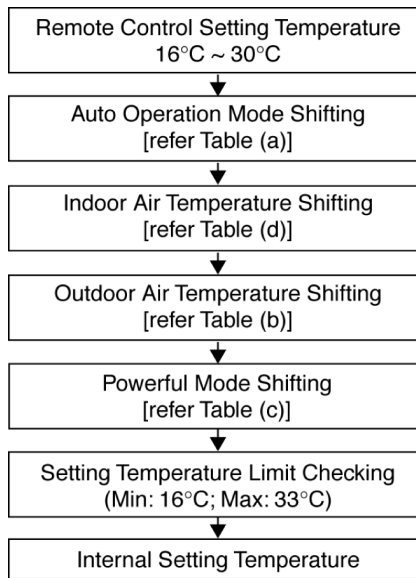 Remote Control Setting Temperature
16°C ~ 30°C
Auto Operation Mode Shifting
[refer Table (a)]
Indoor Air Temperature Shifting
[refer Table (d)]
Outdoor Air Temperature Shifting
[refer Table (b)]
Powerful Mode Shifting
[refer Table (c)]
Setting Temperature Limit Checking
(Min: 16°C; Max: 33°C)
Internal Setting Temperature